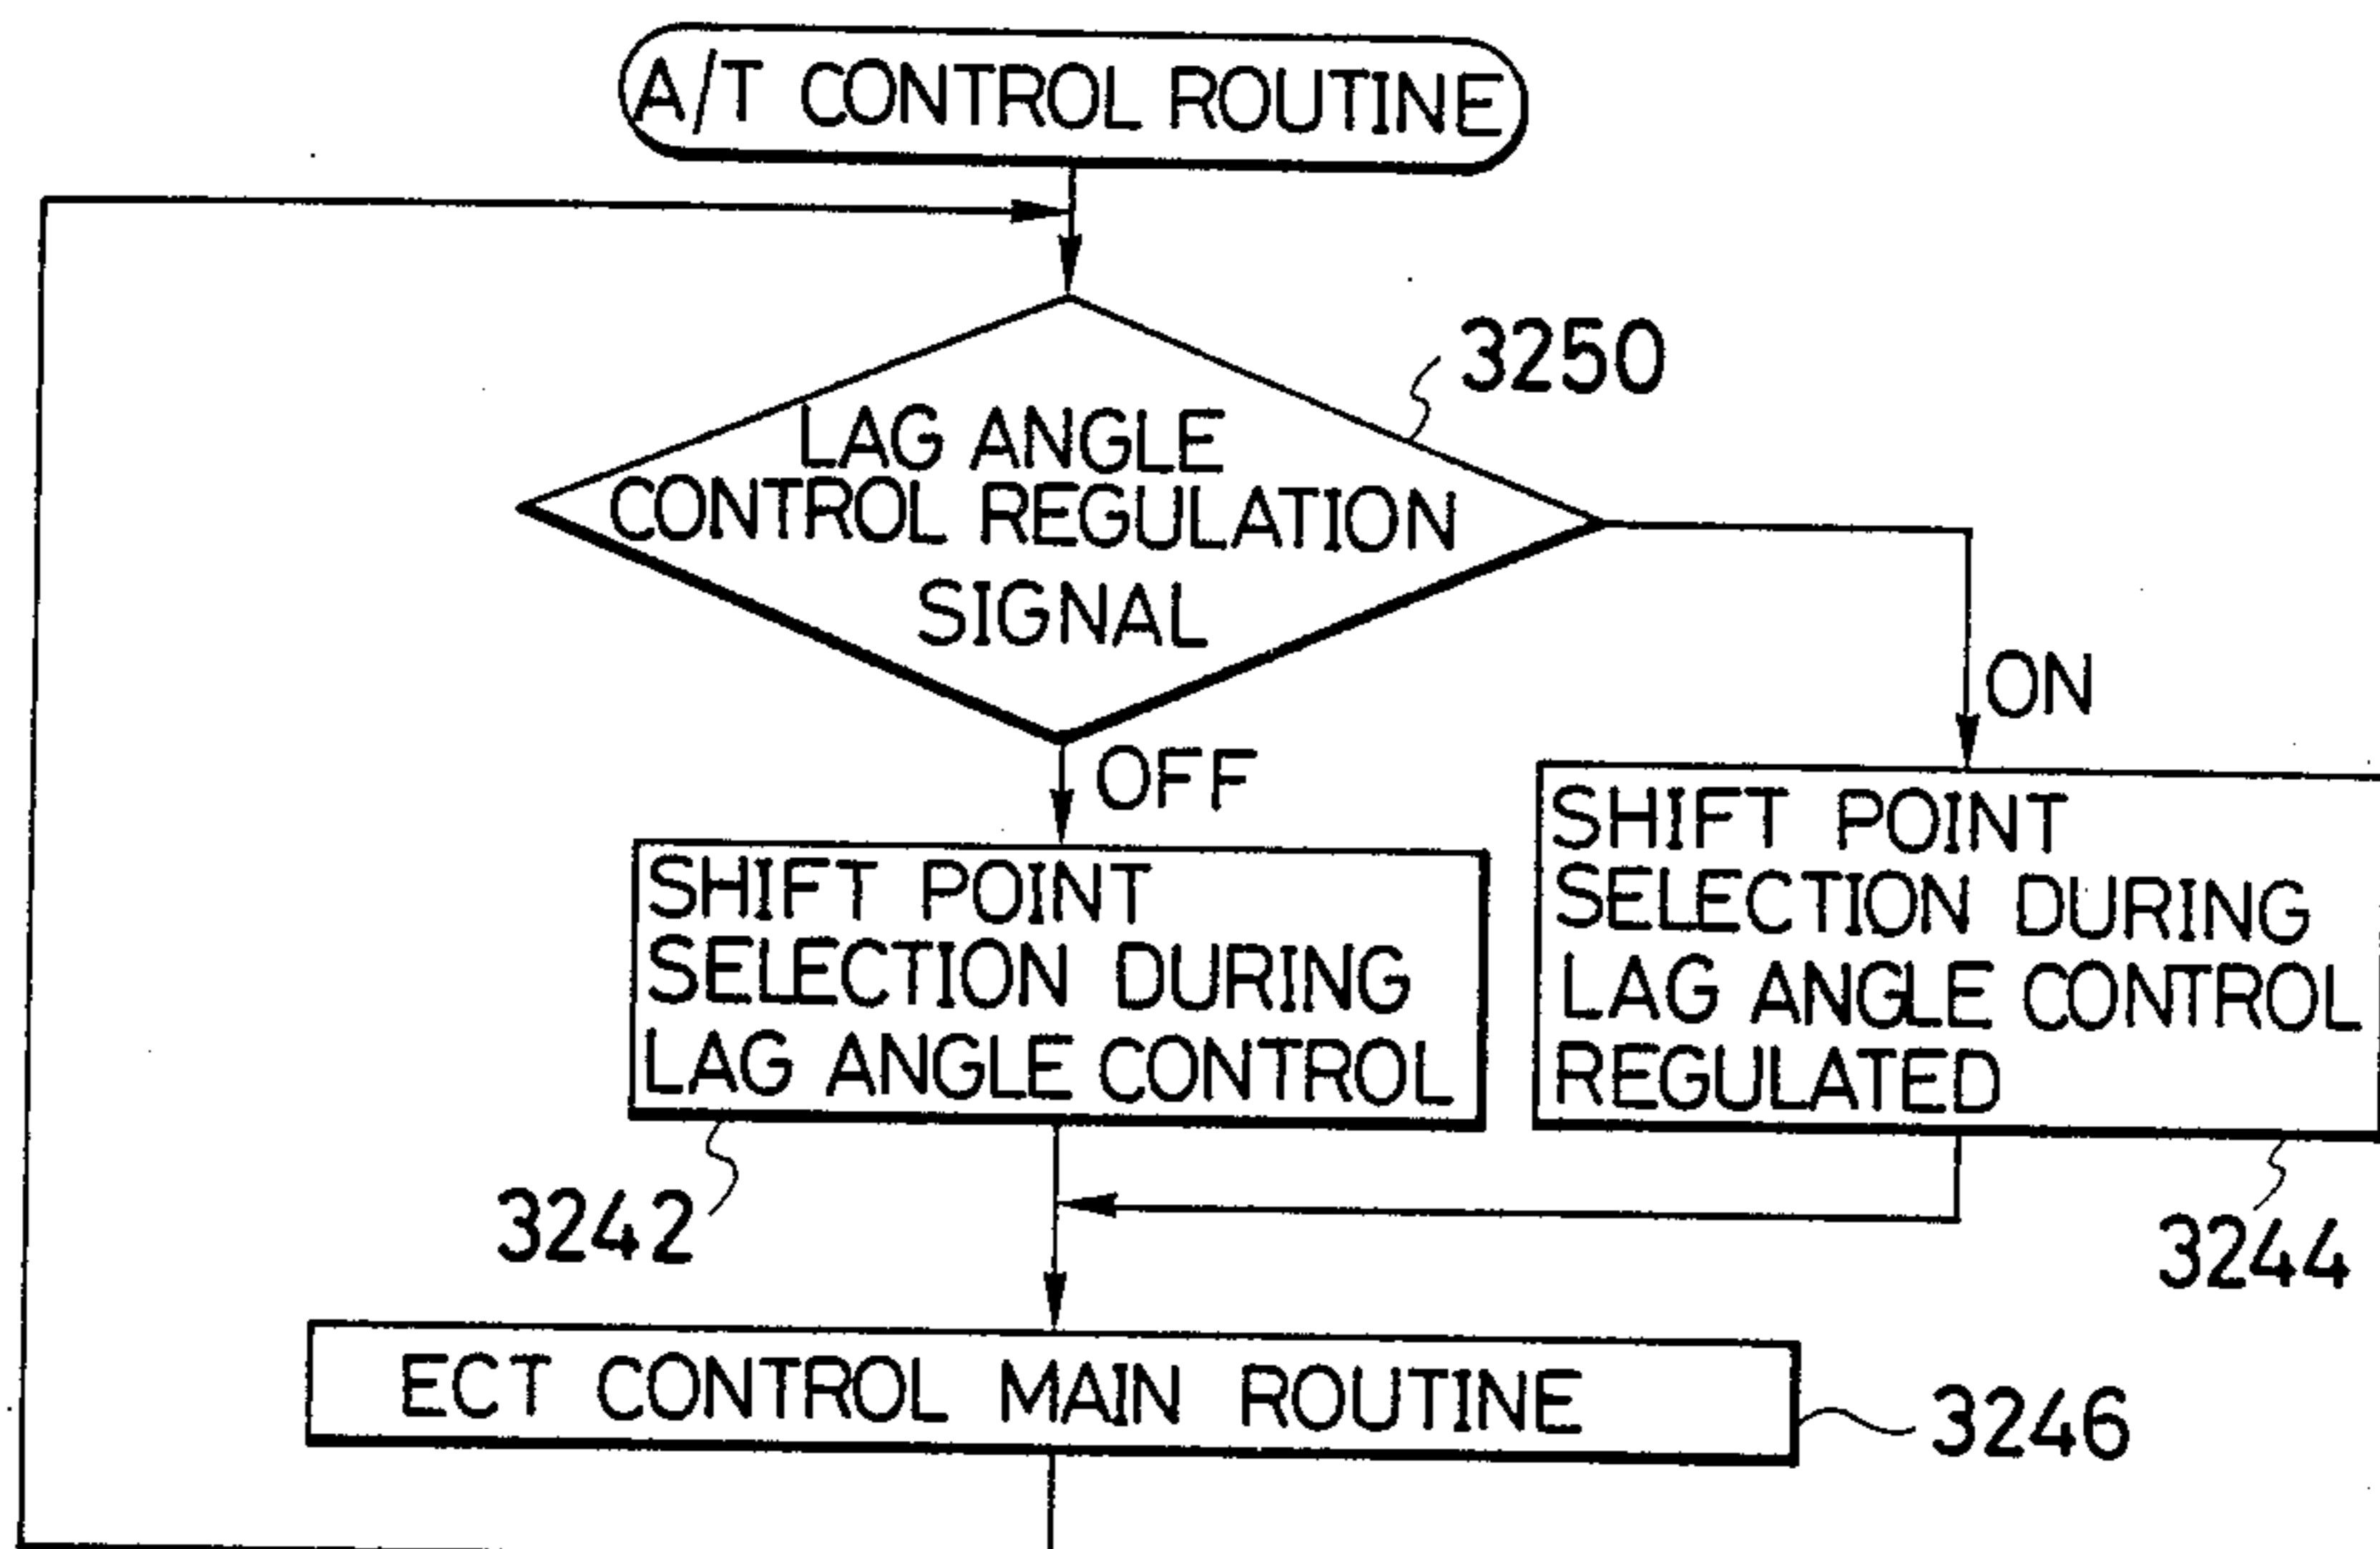 A/T CONTROL ROUTINE
3250
LAG ANGLE
CONTROL REGULATION
SIGNAL
ON
OFF
SHIFT POINT
SELECTION DURING
LAG ANGLE CONTROL
SHIFT POINT
SELECTION DURING
LAG ANGLE CONTROL
REGULATED
3242
3244
ECT CONTROL MAIN ROUTINE
3246